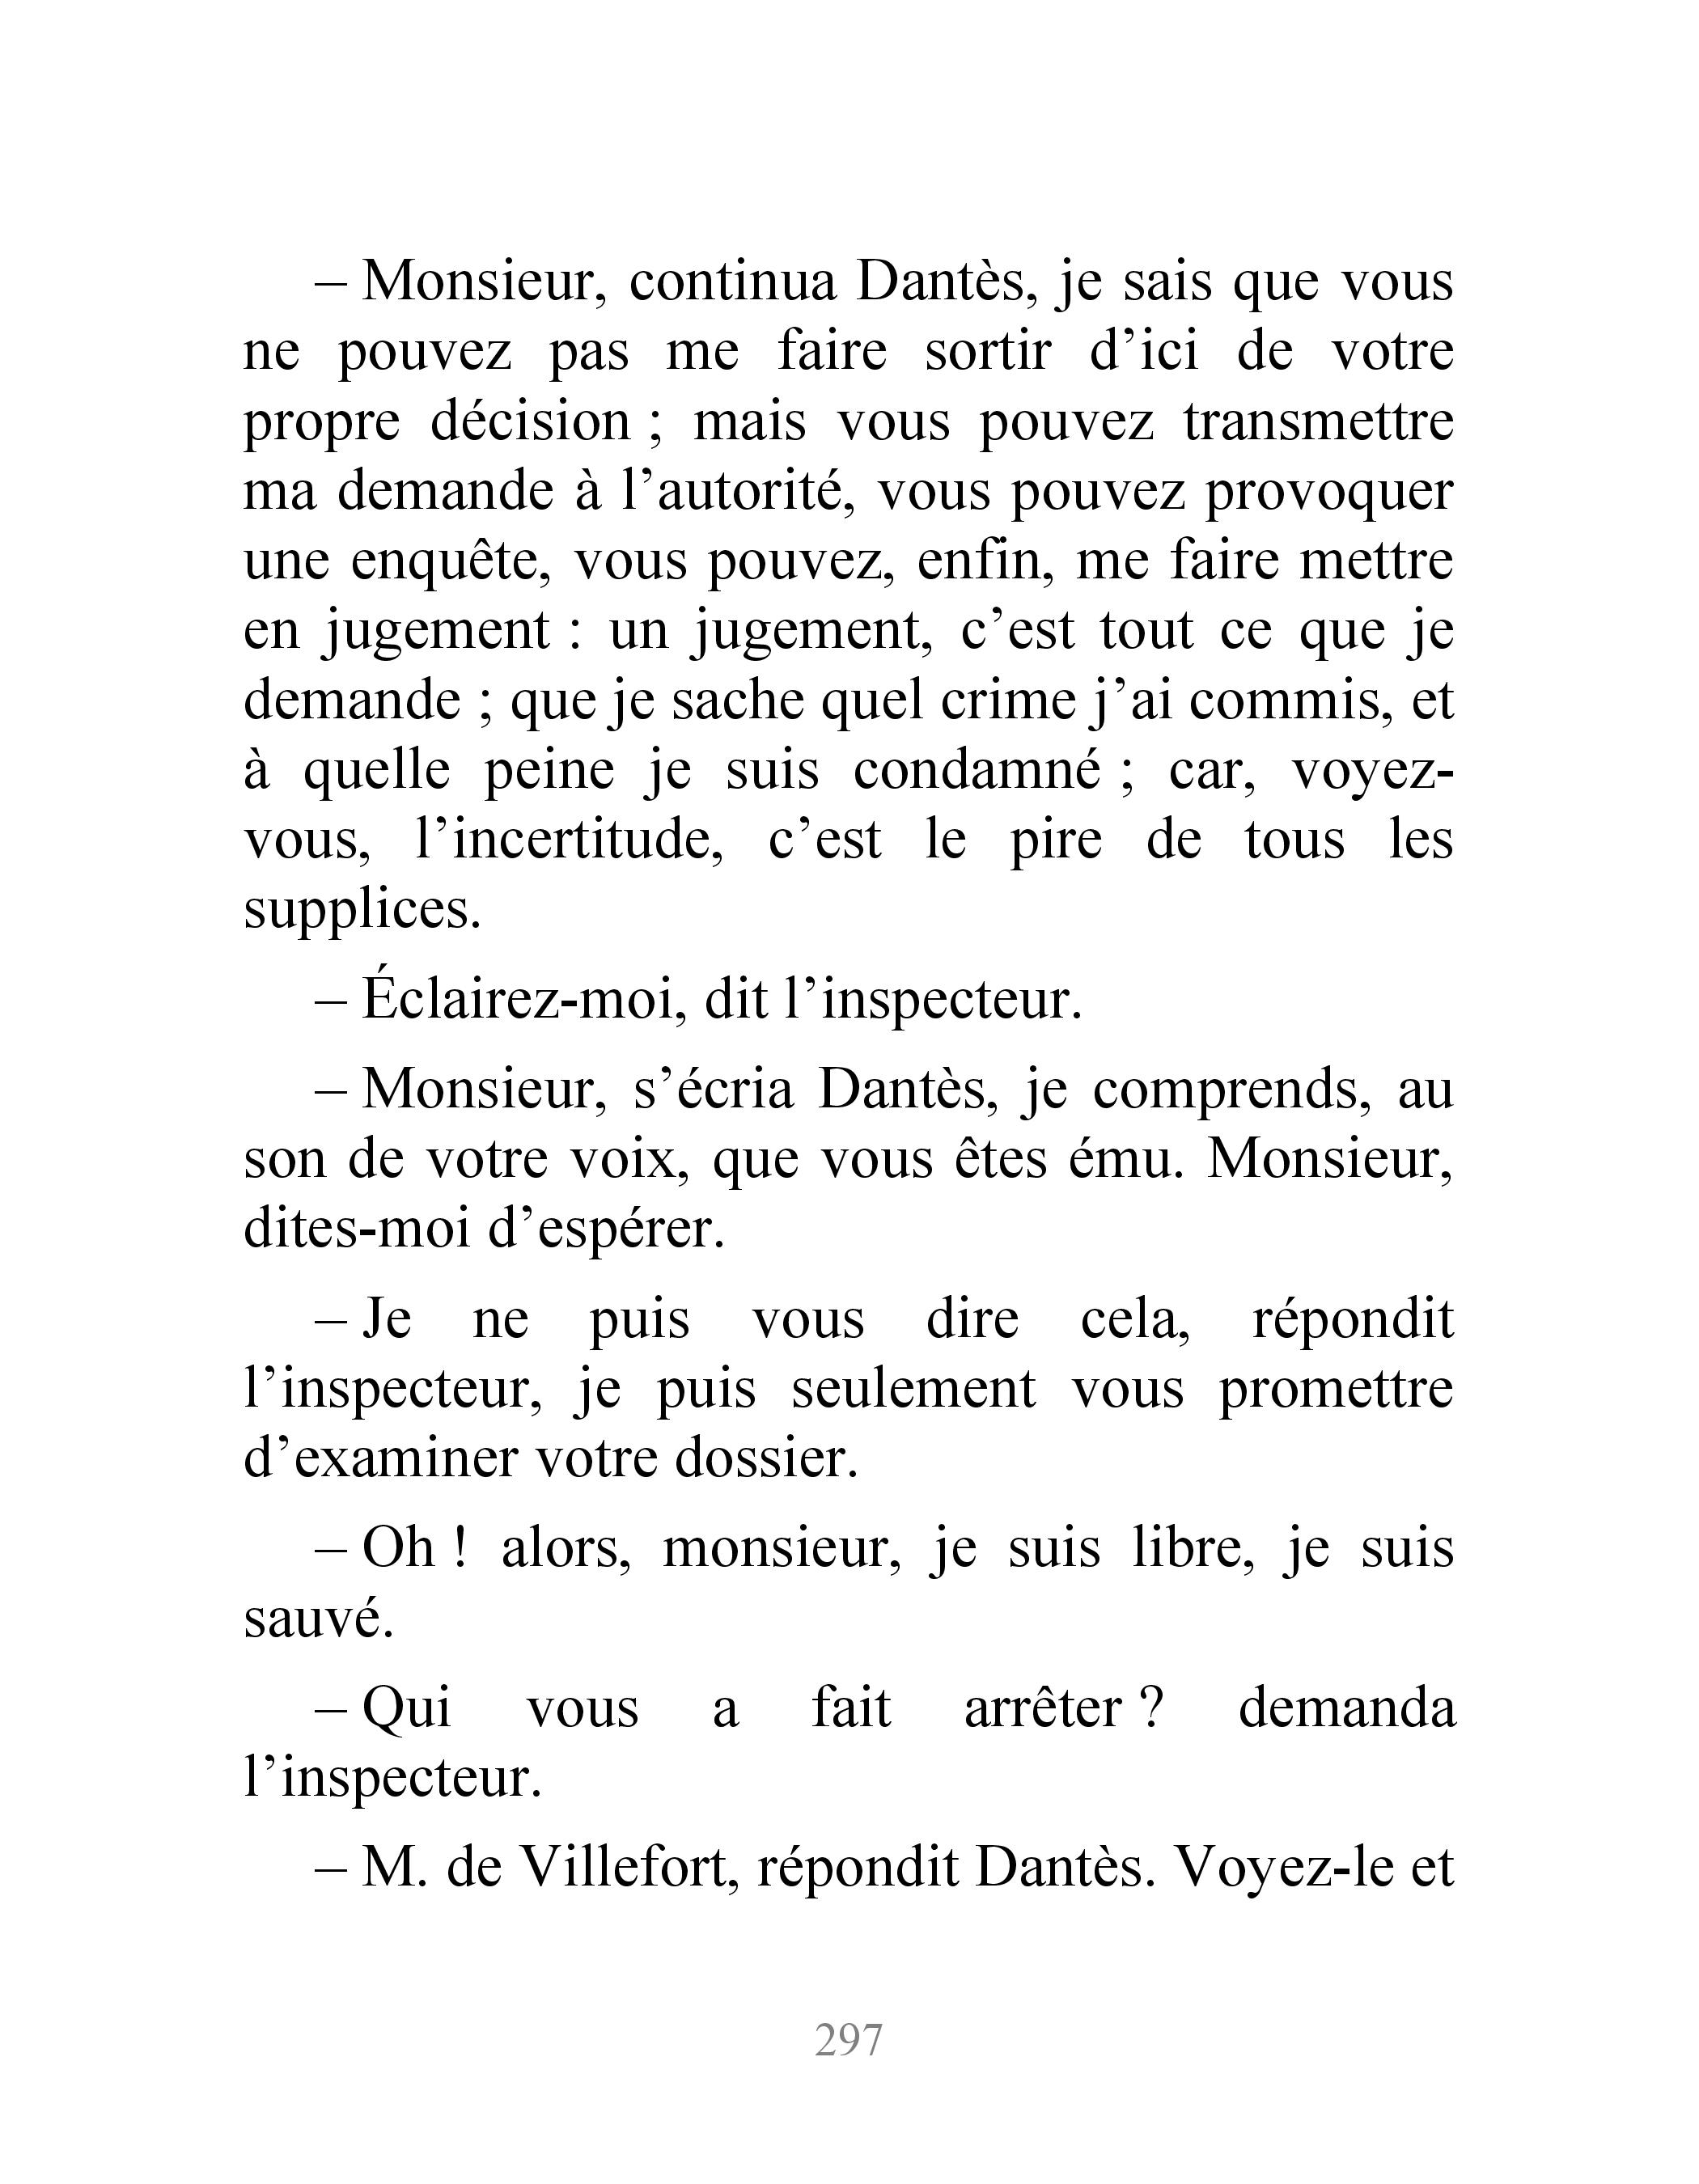 – Monsieur, continua Dantès, je sais que vous
ne pouvez pas me faire sortir d’ici de votre
propre décision ; mais vous pouvez transmettre
ma demande à l’autorité, vous pouvez provoquer
une enquête, vous pouvez, enfin, me faire mettre
en jugement : un jugement, c’est tout ce que je
demande ; que je sache quel crime j’ai commis, et
à quelle peine je suis condamné ; car, voyez-
vous, l’incertitude, c’est le pire de tous les
supplices.
– Éclairez-moi, dit l’inspecteur.
– Monsieur, s’écria Dantès, je comprends, au
son de votre voix, que vous êtes ému. Monsieur,
dites-moi d’espérer.
– Je ne puis vous dire cela, répondit
l’inspecteur, je puis seulement vous promettre
d’examiner votre dossier.
– Oh ! alors, monsieur, je suis libre, je suis
sauvé.
– Qui vous a fait arrêter ? demanda
l’inspecteur.
– M. de Villefort, répondit Dantès. Voyez-le et
297